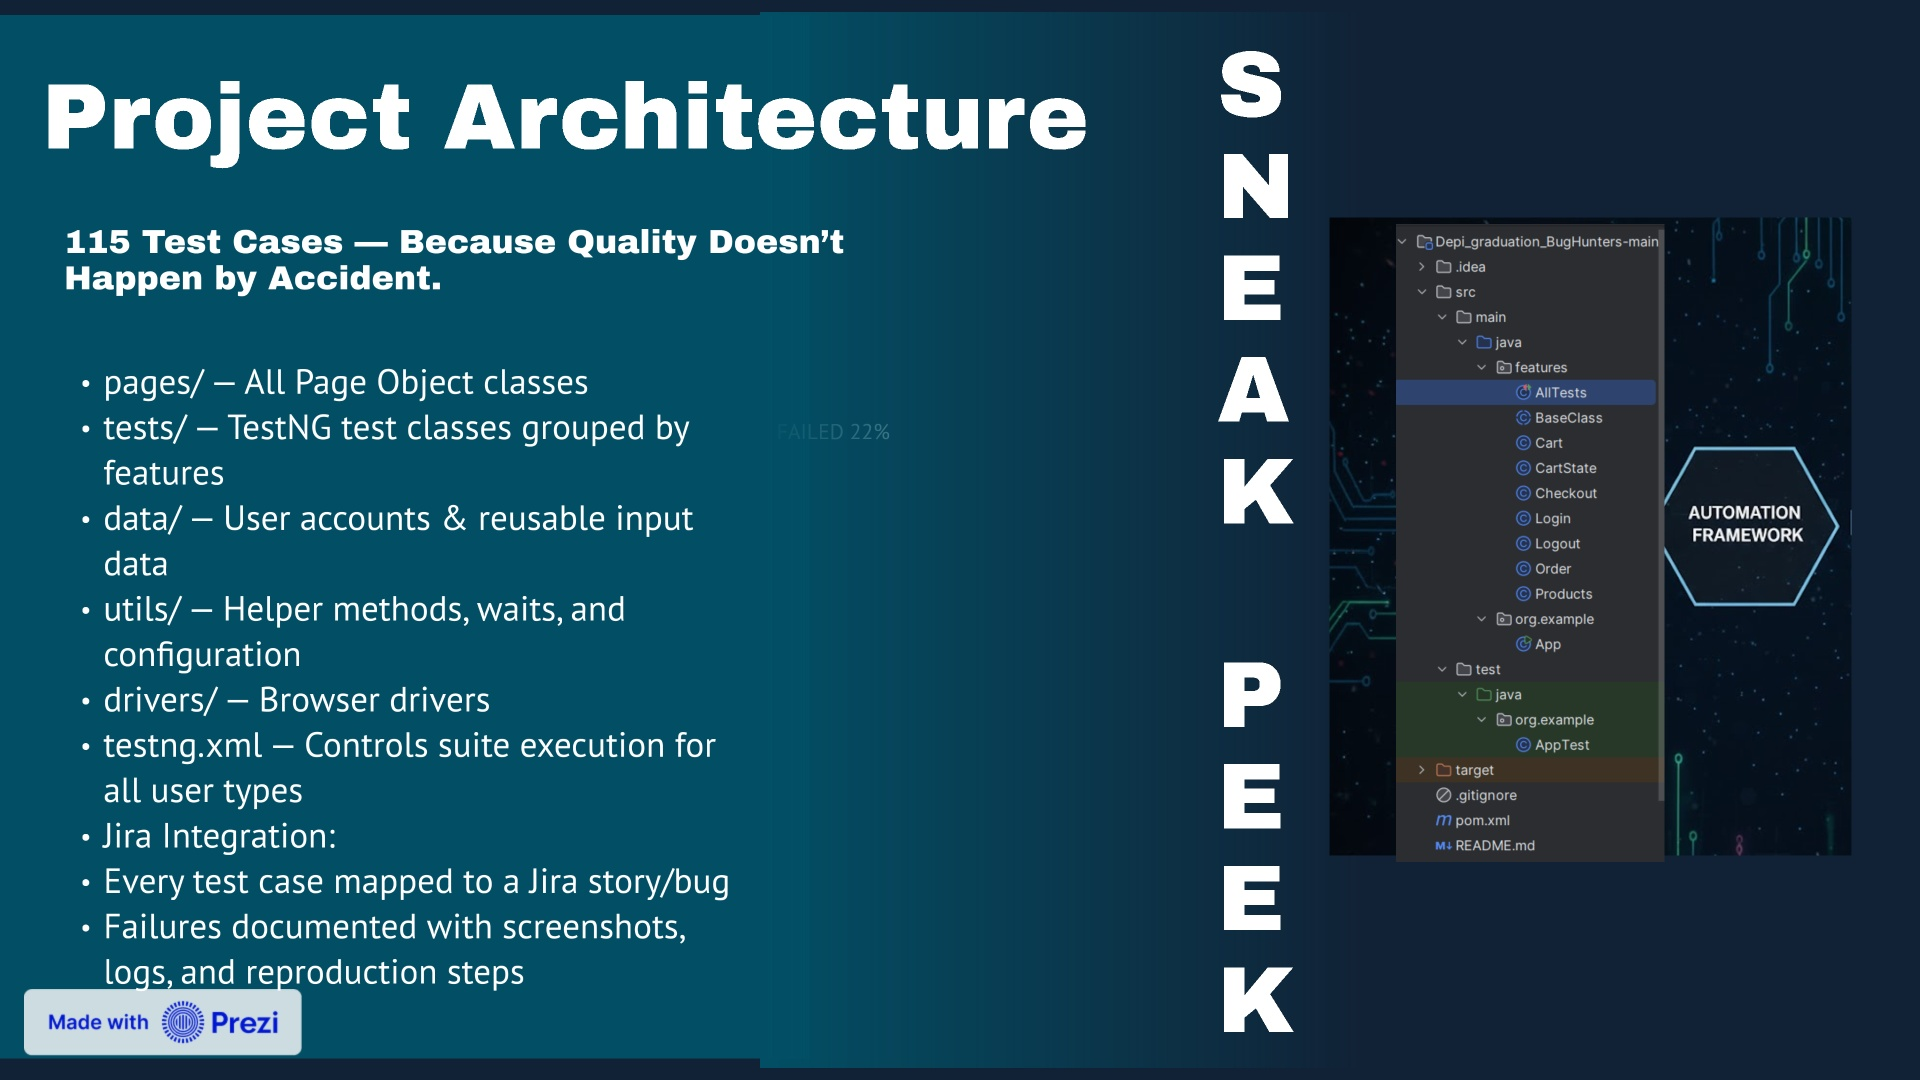 Project Architecture
115 Test Cases — Because Quality Doesn’t
Happen by Accident.
• pages/ — All Page Object classes
• tests/ — TestNG test classes grouped by
features
• data/ — User accounts & reusable input
data
• utils/ — Helper methods, waits, and
configuration
• drivers/ — Browser drivers
• testng.xml — Controls suite execution for
all user types
• Jira Integration:
• Every test case mapped to a Jira story/bug
• Failures documented with screenshots,
logs, and reproduction steps
Made with Prezi
FAILED 22%
SNEAK PEEK
Depi_graduation_BugHunters-main
.idea
src
main
java
features
AllTests
BaseClass
Cart
CartState
Checkout
Login
Logout
Order
Products
org.example
App
test
java
org.example
AppTest
target
.gitignore
pom.xml
README.md
AUTOMATION
FRAMEWORK